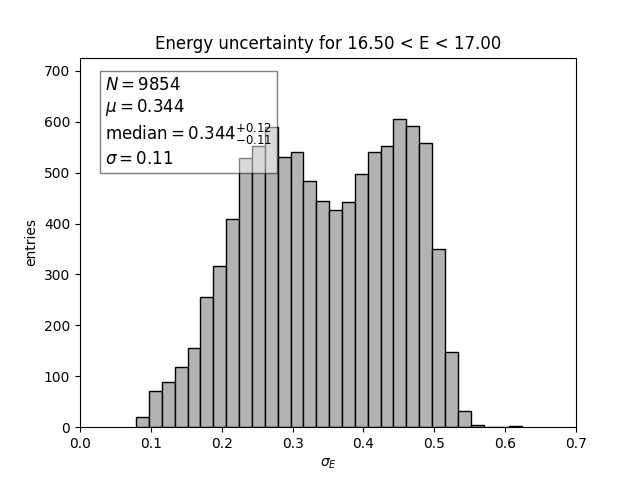 Energy uncertainty for 16.50 < E < 17.00
N = 9854
μ = 0.344
median = 0.344 +0.12 −0.11
σ = 0.11
700
600
500
400
300
200
100
0
entries
0.0 0.1 0.2 0.3 0.4 0.5 0.6 0.7
σE